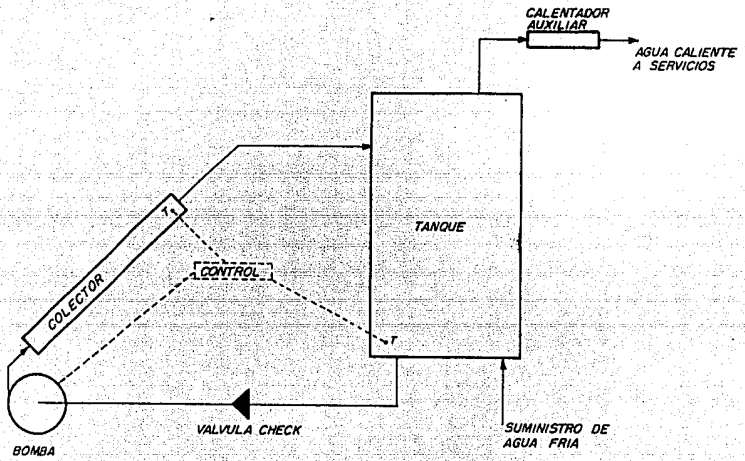 CALENTADOR
AUXILIAR
AGUA CALIENTE
A SERVICIOS
T
COLECTOR
CONTROL
TANQUE
T
BOMBA
VALVULA CHECK
SUMINISTRO DE
AGUA FRIA